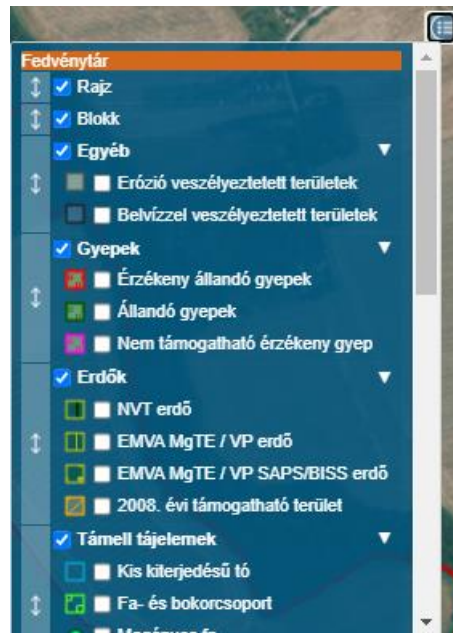 Fedvénytár
Rajz
Blokk
Egyéb
Erózió veszélyeztetett területek
Belvízzel veszélyeztetett területek
Gyepek
Érzékeny állandó gyepek
Állandó gyepek
Nem támogatható érzékeny gyep
Erdők
NVT erdő
EMVA MgTE / VP erdő
EMVA MgTE / VP SAPS/BISS erdő
2008. évi támogatható terület
Támell tájelemek
Kis kiterjedésű tó
Fa- és bokorcsoport